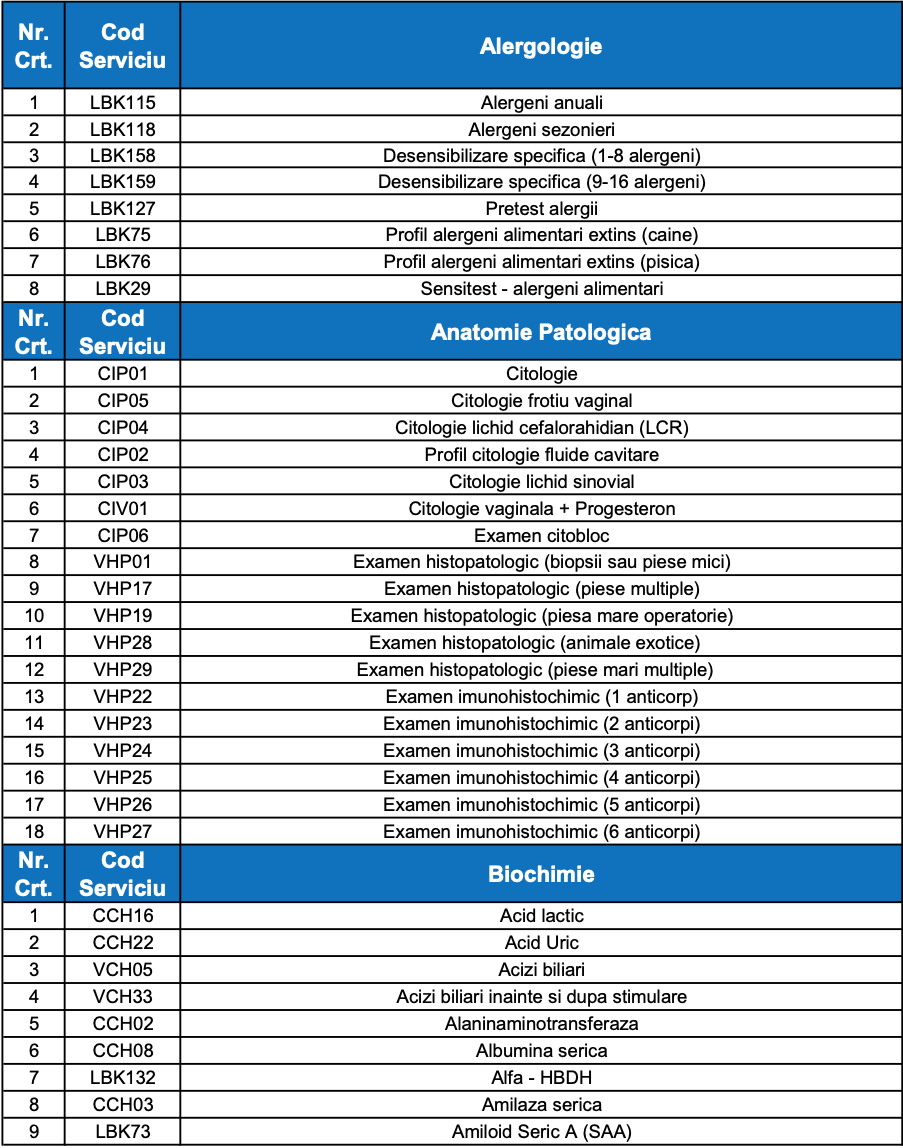 Nr. Crt. Cod Serviciu Alergologie
1 LBK115 Alergeni anuali
2 LBK118 Alergeni sezonieri
3 LBK158 Desensibilizare specifica (1-8 alergeni)
4 LBK159 Desensibilizare specifica (9-16 alergeni)
5 LBK127 Pretest alergii
6 LBK75 Profil alergeni alimentari extins (caine)
7 LBK76 Profil alergeni alimentari extins (pisica)
8 LBK29 Sensitest - alergeni alimentari
Nr. Crt. Cod Serviciu Anatomie Patologica
1 CIP01 Citologie
2 CIP05 Citologie frotiu vaginal
3 CIP04 Citologie lichid cefalorahidian (LCR)
4 CIP02 Profil citologie fluide cavitare
5 CIP03 Citologie lichid sinovial
6 CIV01 Citologie vaginala + Progesteron
7 CIP06 Examen citobloc
8 VHP01 Examen histopatologic (biopsii sau piese mici)
9 VHP17 Examen histopatologic (piese multiple)
10 VHP19 Examen histopatologic (piesa mare operatorie)
11 VHP28 Examen histopatologic (animale exotice)
12 VHP29 Examen histopatologic (piese mari multiple)
13 VHP22 Examen imunohistochimic (1 anticorp)
14 VHP23 Examen imunohistochimic (2 anticorpi)
15 VHP24 Examen imunohistochimic (3 anticorpi)
16 VHP25 Examen imunohistochimic (4 anticorpi)
17 VHP26 Examen imunohistochimic (5 anticorpi)
18 VHP27 Examen imunohistochimic (6 anticorpi)
Nr. Crt. Cod Serviciu Biochimie
1 CCH16 Acid lactic
2 CCH22 Acid Uric
3 VCH05 Acizi biliari
4 VCH33 Acizi biliari inainte si dupa stimulare
5 CCH02 Alaninaminotransferaza
6 CCH08 Albumina serica
7 LBK132 Alfa - HBDH
8 CCH03 Amilaza serica
9 LBK73 Amiloid Seric A (SAA)